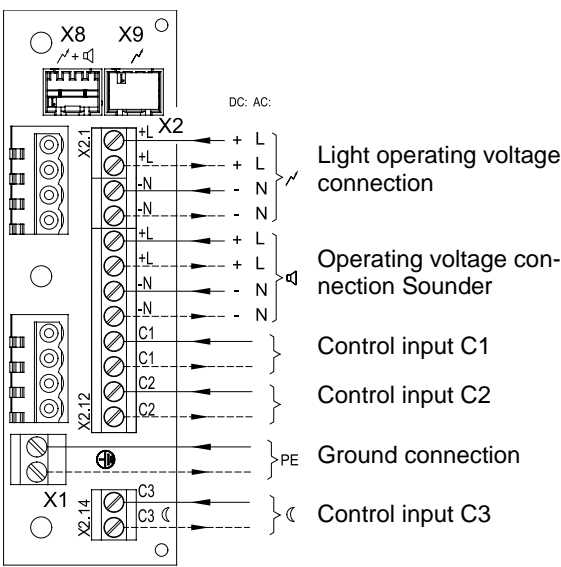 X8 X9
+
DC: AC:
X2
X2.1
+L + L
+L + L
-N - N
-N - N
Light operating voltage
connection
+L + L
+L + L
-N - N
-N - N
Operating voltage con-
nection Sounder
C1
C1
Control input C1
C2
C2
Control input C2
X2.12
PE Ground connection
X1
C3
C3
Control input C3
X2.14